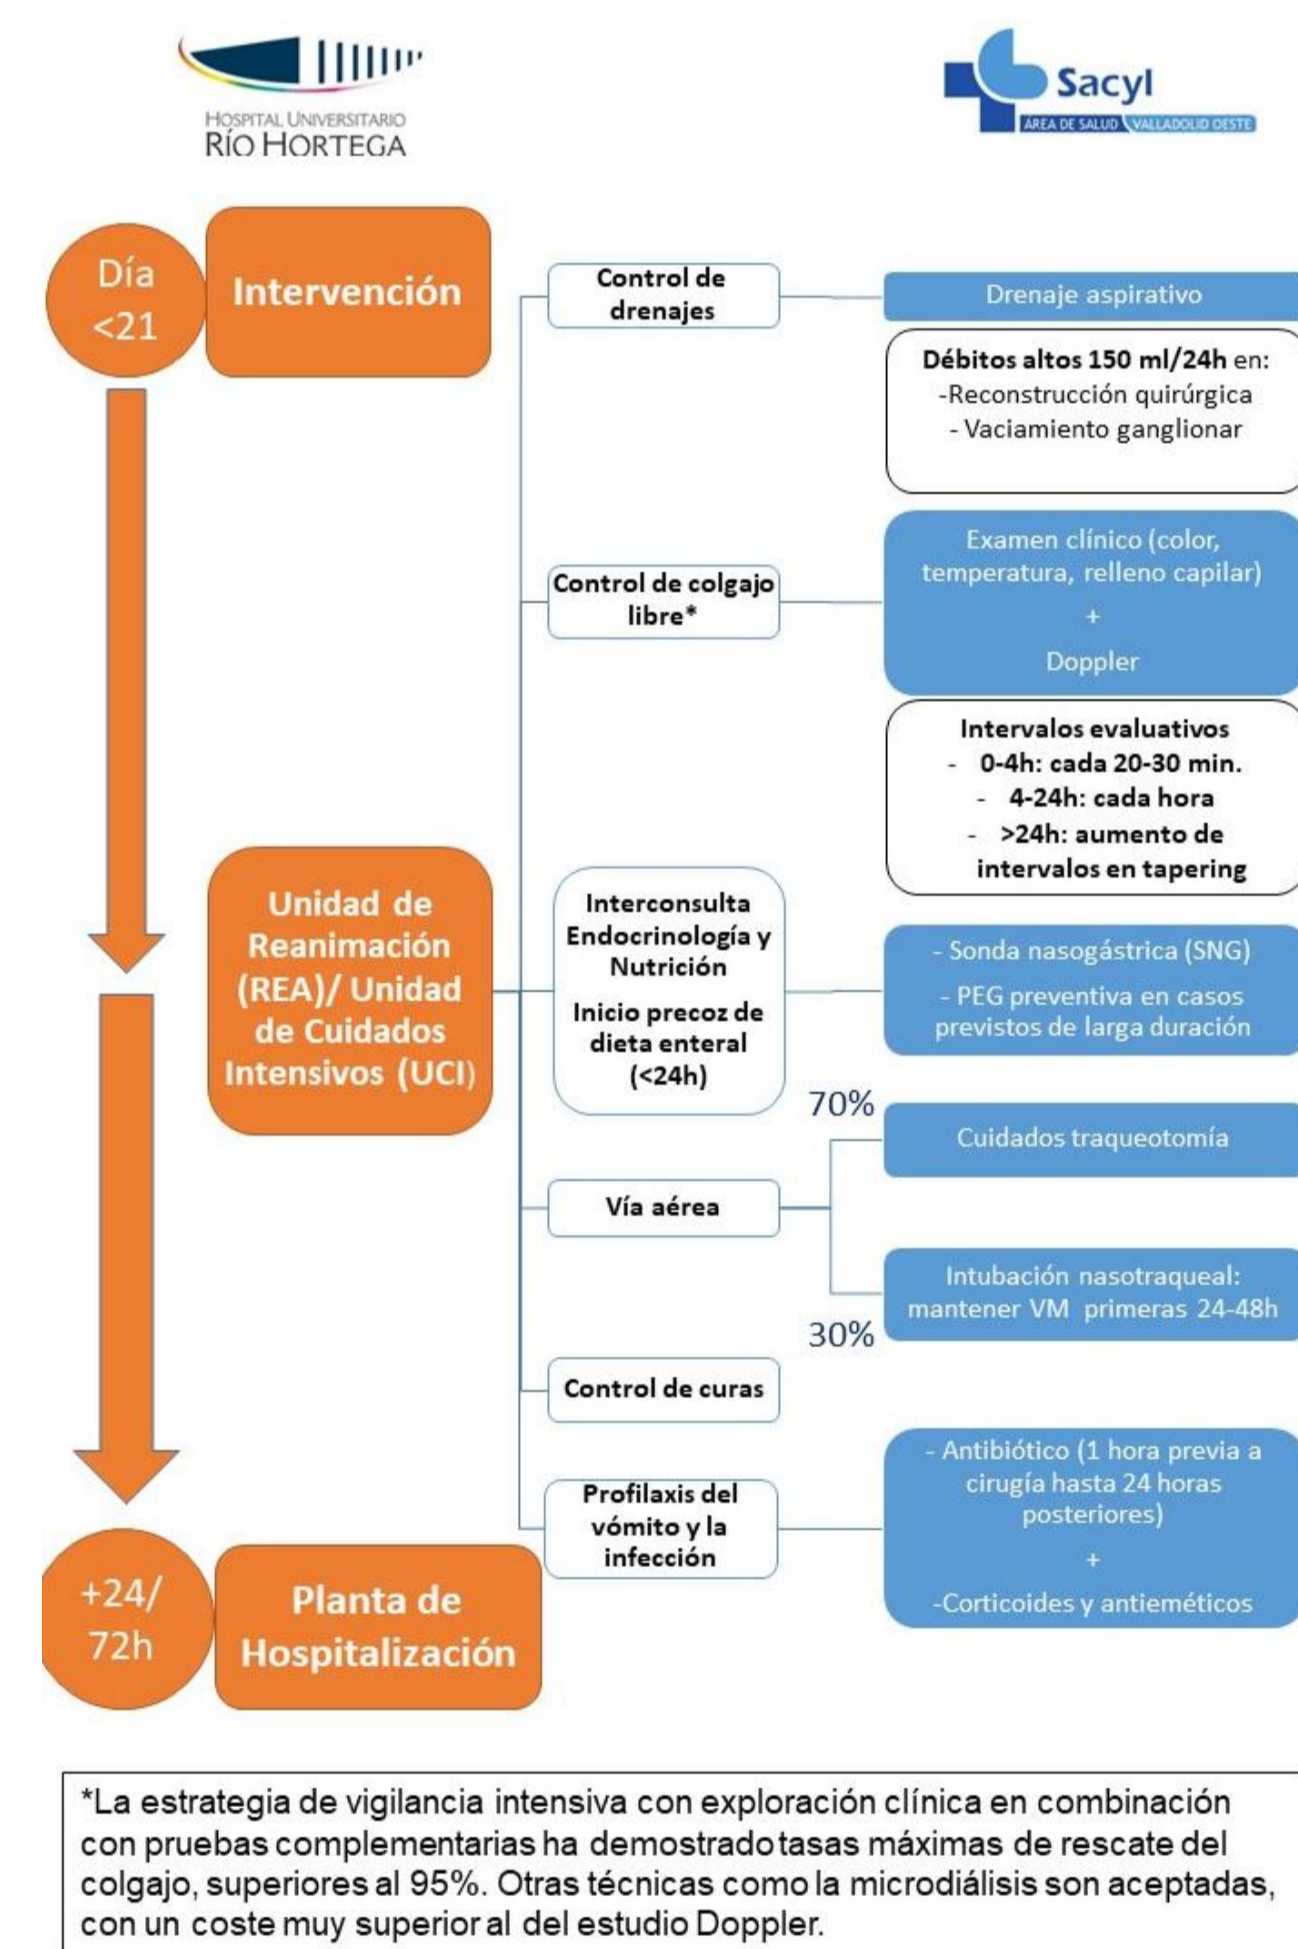 HOSPITAL UNIVERSITARIO
RÍO HORTEGA
Sacyl
ÁREA DE SALUD VALLADOLID OESTE
Día
<21
Intervención
Control de
drenajes
Drenaje aspirativo
Débitos altos 150 ml/24h en:
-Reconstrucción quirúrgica
- Vaciamiento ganglionar
Control de colgajo
libre*
Examen clínico (color,
temperatura, relleno capilar)
+
Doppler
Intervalos evaluativos
- 0-4h: cada 20-30 min.
- 4-24h: cada hora
- >24h: aumento de
intervalos en tapering
Unidad de
Reanimación
(REA)/ Unidad
de Cuidados
Intensivos (UCI)
Interconsulta
Endocrinología y
Nutrición
Inicio precoz de
dieta enteral
(<24h)
- Sonda nasogástrica (SNG)
- PEG preventiva en casos
previstos de larga duración
Vía aérea
70%
Cuidados traqueotomía
Intubación nasotraqueal:
mantener VM primeras 24-48h
30%
Control de curas
Profilaxis del
vómito y la
infección
- Antibiótico (1 hora previa a
cirugía hasta 24 horas
posteriores)
+
-Corticoides y antieméticos
+24/
72h
Planta de
Hospitalización
*La estrategia de vigilancia intensiva con exploración clínica en combinación
con pruebas complementarias ha demostrado tasas máximas de rescate del
colgajo, superiores al 95%. Otras técnicas como la microdiálisis son aceptadas,
con un coste muy superior al del estudio Doppler.